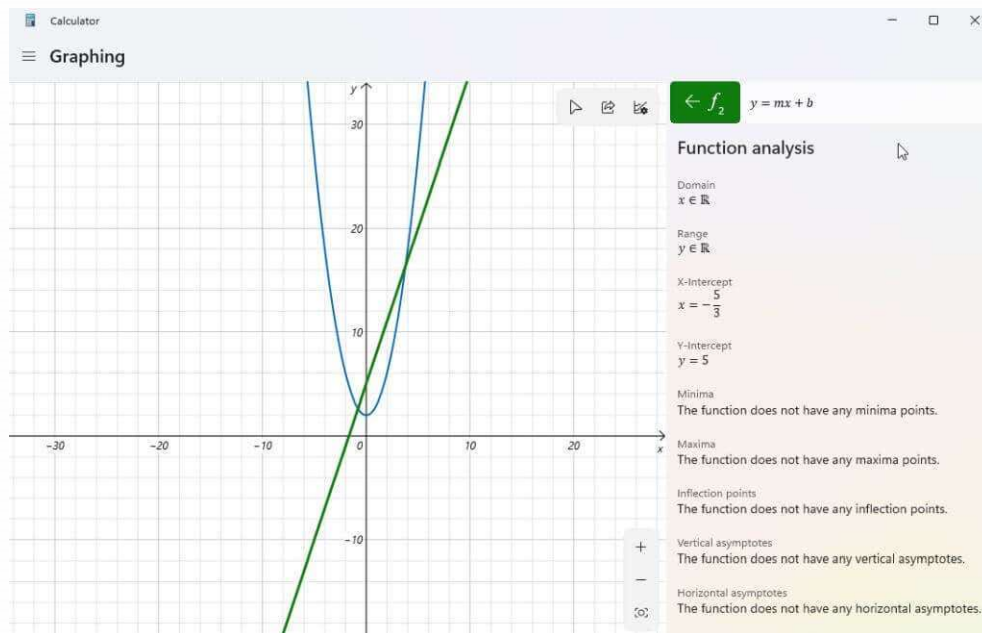 Calculator
Graphing
y
30
20
10
-30
-20
-10
0
10
20
x
-10
← f2 y = mx + b
Function analysis
Domain
x ∈ ℝ
Range
y ∈ ℝ
X-Intercept
x = -5/3
Y-Intercept
y = 5
Minima
The function does not have any minima points.
Maxima
The function does not have any maxima points.
Inflection points
The function does not have any inflection points.
Vertical asymptotes
The function does not have any vertical asymptotes.
Horizontal asymptotes
The function does not have any horizontal asymptotes.